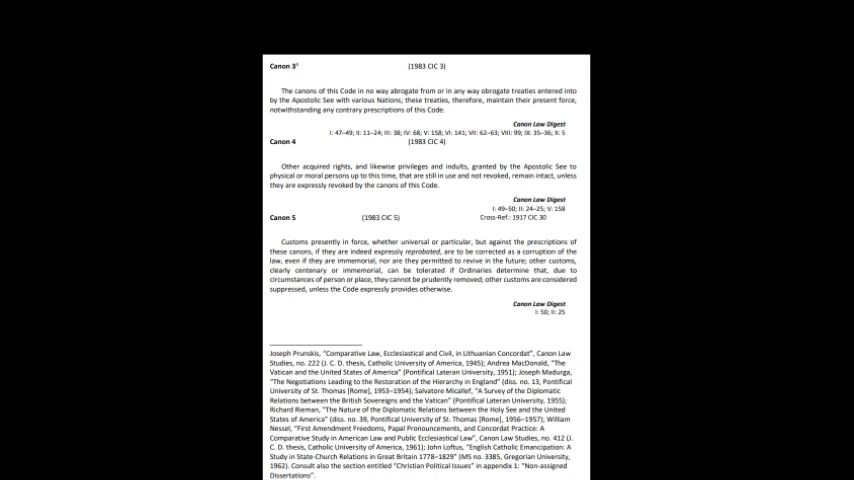 Canon 3⁵ (1983 CIC 3)
The canons of this Code in no way abrogate from or in any way obrogate treaties entered into
by the Apostolic See with various Nations; these treaties, therefore, maintain their present force,
notwithstanding any contrary prescriptions of this Code.
Canon Law Digest
I: 47–49; II: 11–24; III: 38; IV: 68; V: 158; VI: 141; VII: 62–63; VIII: 99; IX: 35–36; X: 5
Canon 4 (1983 CIC 4)
Other acquired rights, and likewise privileges and indults, granted by the Apostolic See to
physical or moral persons up to this time, that are still in use and not revoked, remain intact, unless
they are expressly revoked by the canons of this Code.
Canon Law Digest
I: 49–50; II: 24–25; V: 158
Canon 5 (1983 CIC 5) Cross-Ref.: 1917 CIC 30
Customs presently in force, whether universal or particular, but against the prescriptions of
these canons, if they are indeed expressly reprobated, are to be corrected as a corruption of the
law, even if they are immemorial, nor are they permitted to revive in the future; other customs,
clearly centenary or immemorial, can be tolerated if Ordinaries determine that, due to
circumstances of person or place, they cannot be prudently removed; other customs are considered
suppressed, unless the Code expressly provides otherwise.
Canon Law Digest
I: 50; II: 25
Joseph Prunskis, "Comparative Law, Ecclesiastical and Civil, in Lithuanian Concordat", Canon Law
Studies, no. 222 (J. C. D. thesis, Catholic University of America, 1945); Andrea MacDonald, "The
Vatican and the United States of America" (Pontifical Lateran University, 1951); Joseph Madurga,
"The Negotiations Leading to the Restoration of the Hierarchy in England" (diss. no. 13, Pontifical
University of St. Thomas [Rome], 1953–1954); Salvatore Micallef, "A Survey of the Diplomatic
Relations between the British Sovereigns and the Vatican" (Pontifical Lateran University, 1955);
Richard Rieman, "The Nature of the Diplomatic Relations between the Holy See and the United
States of America" (diss. no. 39, Pontifical University of St. Thomas [Rome], 1956–1957); William
Nessel, "First Amendment Freedoms, Papal Pronouncements, and Concordat Practice: A
Comparative Study in American Law and Public Ecclesiastical Law", Canon Law Studies, no. 412 (J.
C. D. thesis, Catholic University of America, 1961); John Loftus, "English Catholic Emancipation: A
Study in State-Church Relations in Great Britain 1778–1829" (MS no. 3385, Gregorian University,
1962). Consult also the section entitled "Christian Political Issues" in appendix 1: "Non-assigned
Dissertations".